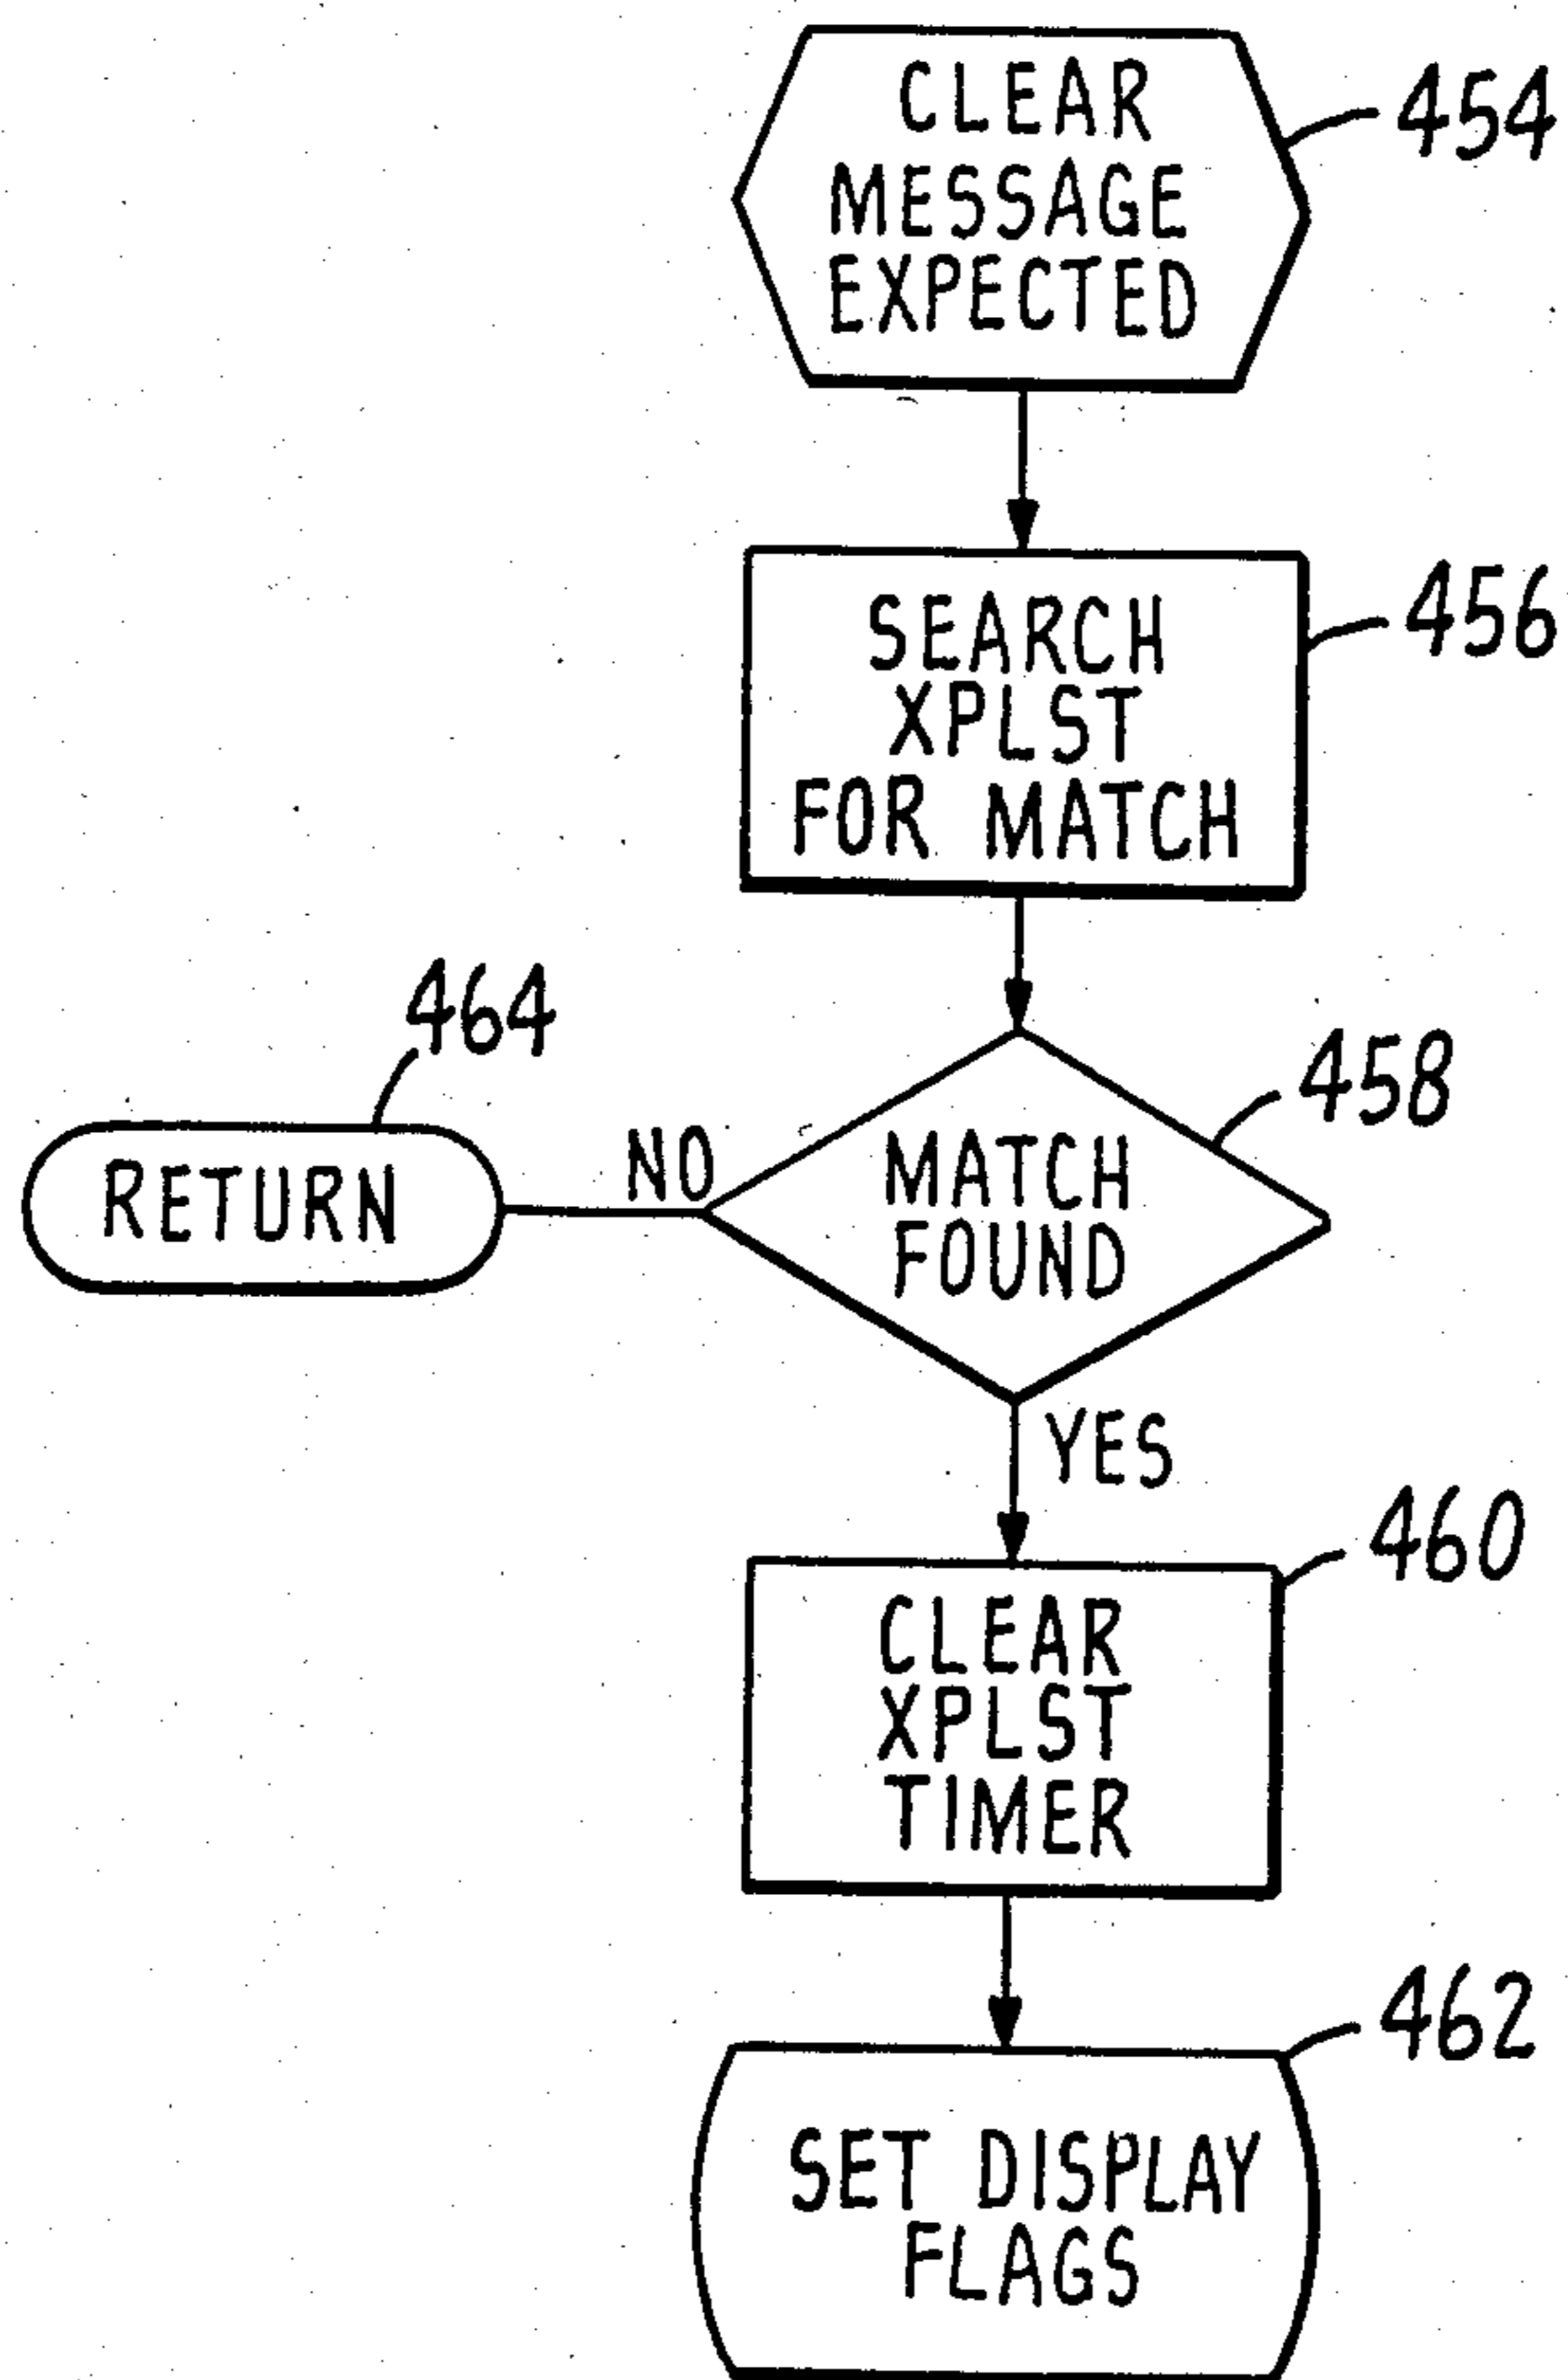 CLEAR
MESSAGE
EXPECTED
454
SEARCH
XPLST
FOR MATCH
456
464
RETURN
NO
MATCH
FOUND
458
YES
CLEAR
XPLST
TIMER
460
SET DISPLAY
FLAGS
462